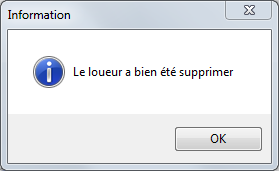 Information
Le loueur a bien été supprimer
OK